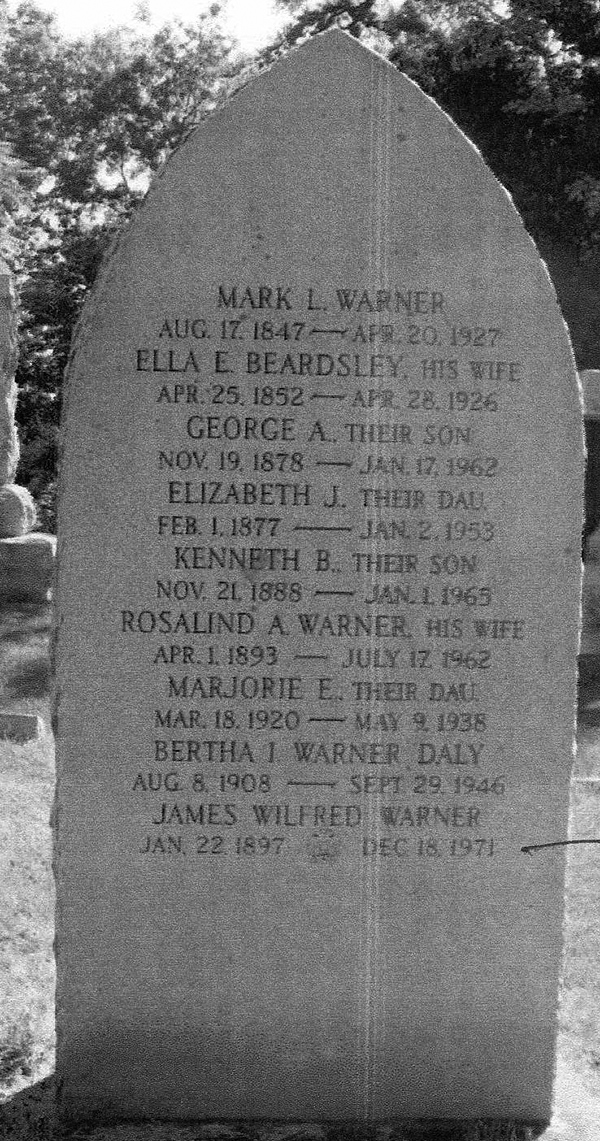 MARK L. WARNER
AUG. 17, 1847 — APR. 20, 1927
ELLA E. BEARDSLEY, HIS WIFE
APR. 25, 1852 — APR. 28, 1926
GEORGE A., THEIR SON
NOV. 19, 1878 — JAN. 17, 1962
ELIZABETH J., THEIR DAU.
FEB. 1, 1877 — JAN. 2, 1953
KENNETH B., THEIR SON
NOV. 21, 1888 — JAN. 1, 1965
ROSALIND A. WARNER, HIS WIFE
APR. 1, 1893 — JULY 17, 1962
MARJORIE E., THEIR DAU.
MAR. 18, 1920 — MAY 9, 1938
BERTHA I. WARNER DALY
AUG. 8, 1908 — SEPT. 29, 1946
JAMES WILFRED WARNER
JAN. 22 1897 DEC 18, 1971